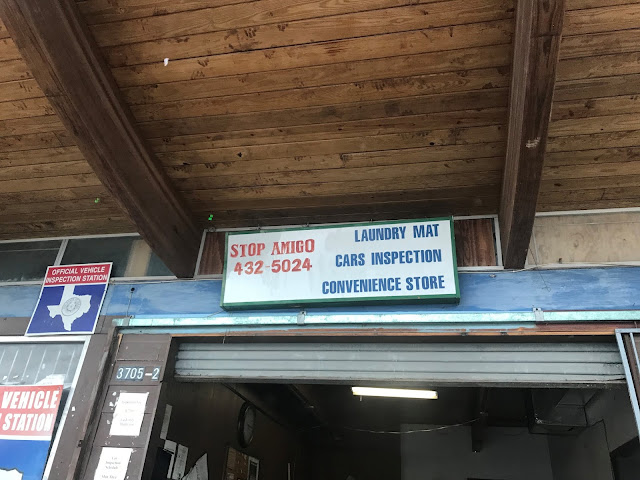 STOP AMIGO
432-5024
LAUNDRY MAT
CARS INSPECTION
CONVENIENCE STORE
OFFICIAL VEHICLE
INSPECTION STATION
3705-2
VEHICLE
STATION